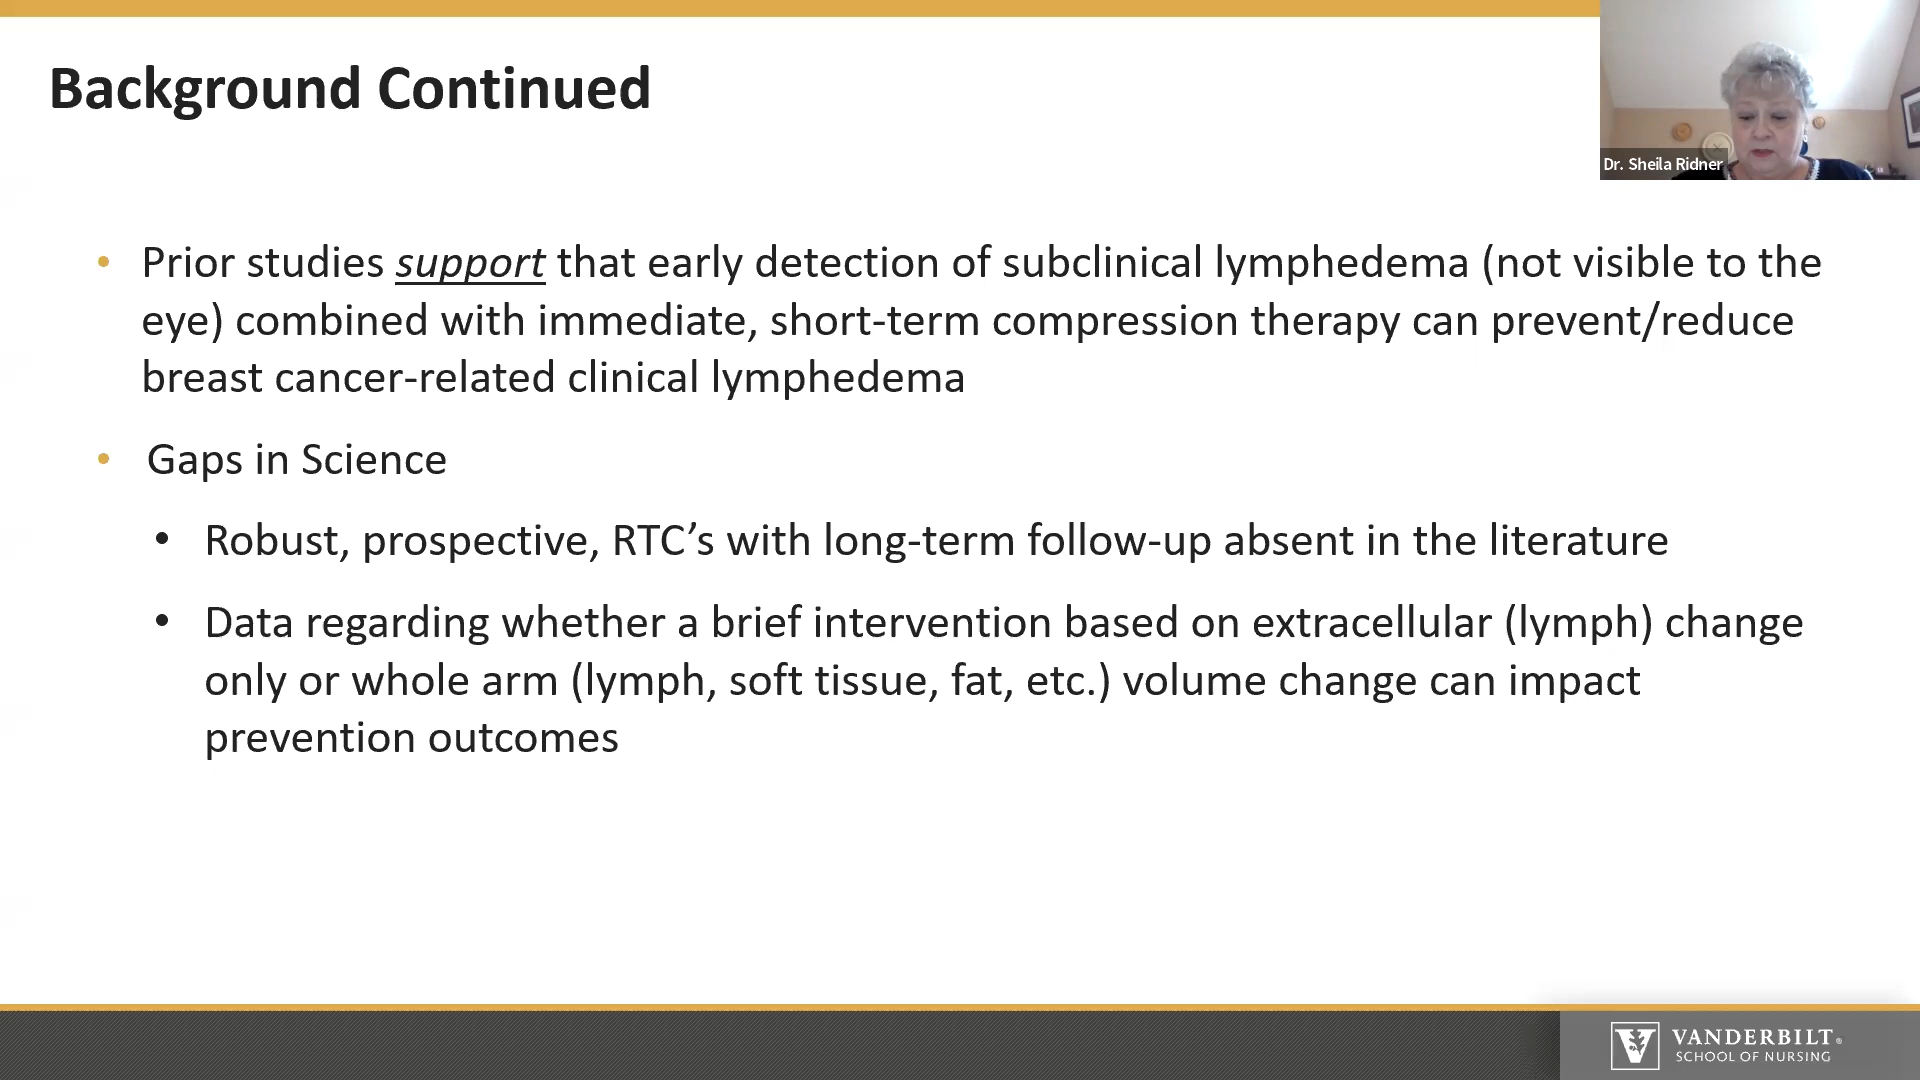 Background Continued
Dr. Sheila Ridner
• Prior studies support that early detection of subclinical lymphedema (not visible to the
eye) combined with immediate, short-term compression therapy can prevent/reduce
breast cancer-related clinical lymphedema
• Gaps in Science
• Robust, prospective, RTC’s with long-term follow-up absent in the literature
• Data regarding whether a brief intervention based on extracellular (lymph) change
only or whole arm (lymph, soft tissue, fat, etc.) volume change can impact
prevention outcomes
V VANDERBILT®
SCHOOL OF NURSING